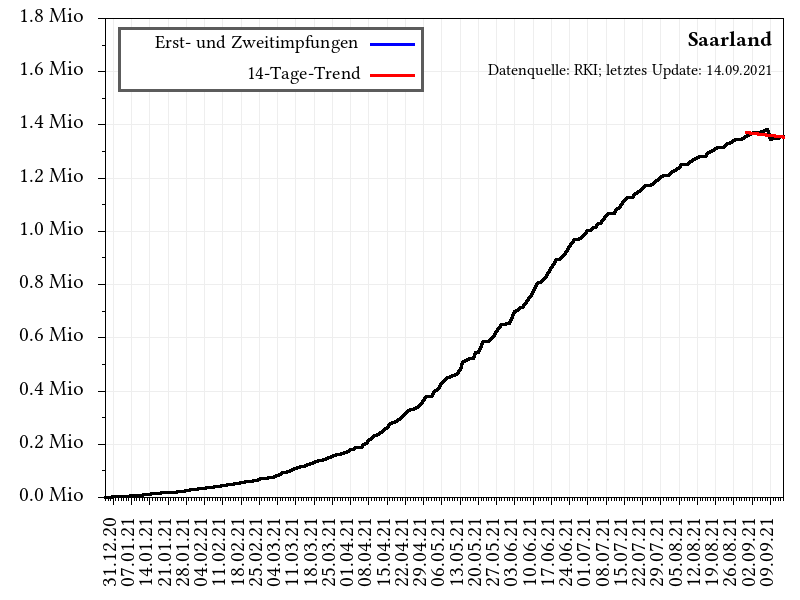 1.8 Mio
1.6 Mio
1.4 Mio
1.2 Mio
1.0 Mio
0.8 Mio
0.6 Mio
0.4 Mio
0.2 Mio
0.0 Mio
Erst- und Zweitimpfungen
14-Tage-Trend
Saarland
Datenquelle: RKI; letztes Update: 14.09.2021
31.12.20
07.01.21
14.01.21
21.01.21
28.01.21
04.02.21
11.02.21
18.02.21
25.02.21
04.03.21
11.03.21
18.03.21
25.03.21
01.04.21
08.04.21
15.04.21
22.04.21
29.04.21
06.05.21
13.05.21
20.05.21
27.05.21
03.06.21
10.06.21
17.06.21
24.06.21
01.07.21
08.07.21
15.07.21
22.07.21
29.07.21
05.08.21
12.08.21
19.08.21
26.08.21
02.09.21
09.09.21